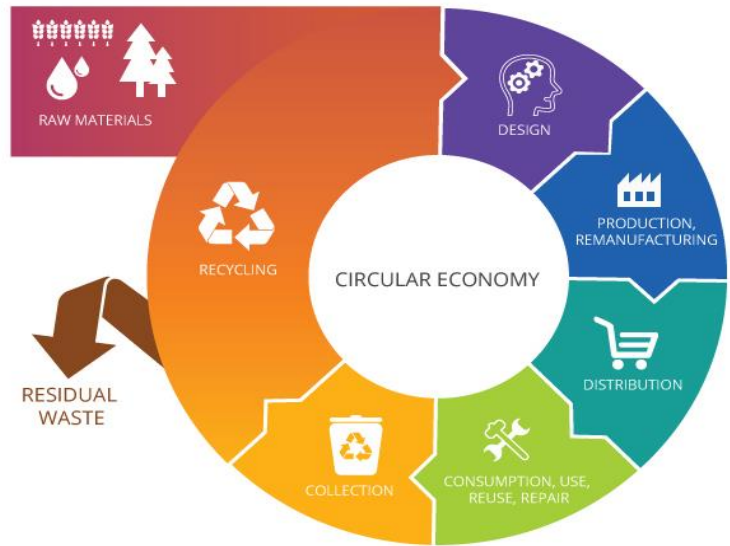 RAW MATERIALS
DESIGN
PRODUCTION,
REMANUFACTURING
RECYCLING
CIRCULAR ECONOMY
DISTRIBUTION
RESIDUAL
WASTE
CONSUMPTION, USE,
REUSE, REPAIR
COLLECTION